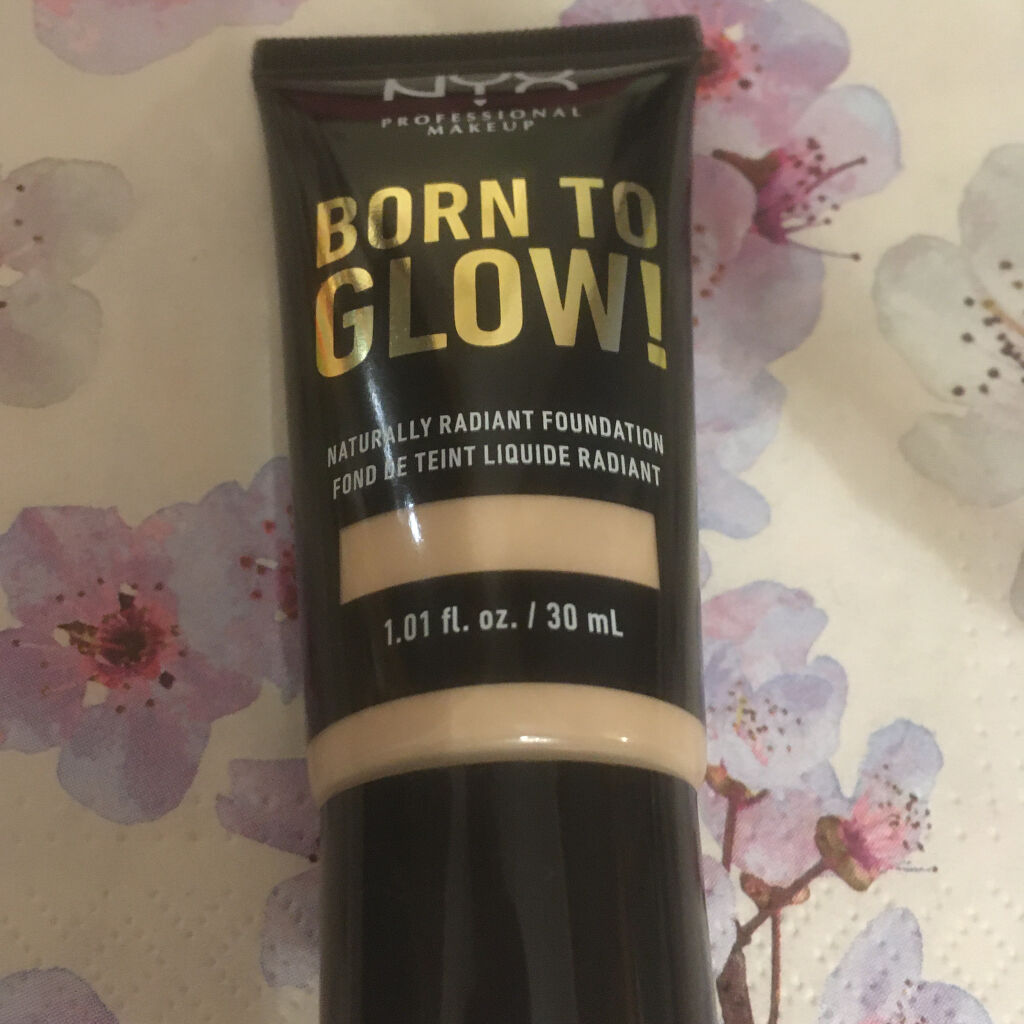 NYX
PROFESSIONAL
MAKEUP
BORN TO
GLOW!
NATURALLY RADIANT FOUNDATION
FOND DE TEINT LIQUIDE RADIANT
1.01 fl. oz. / 30 mL